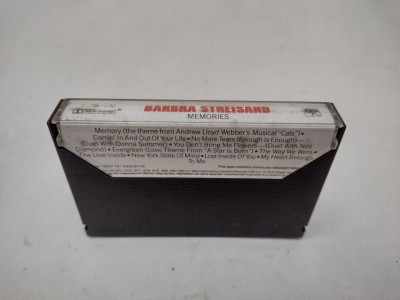 BARBRA STREISAND
MEMORIES
Memory (the theme from Andrew Lloyd Webber's Musical "Cats")•
Comin' In And Out Of Your Life•No More Tears (Enough Is Enough)—
(Duet With Donna Summer)•You Don't Bring Me Flowers—(Duet With Neil
Diamond)•Evergreen (Love Theme From "A Star Is Born")•The Way We Were•
The Love Inside•New York State Of Mind•Lost Inside Of You•My Heart Belongs
To Me